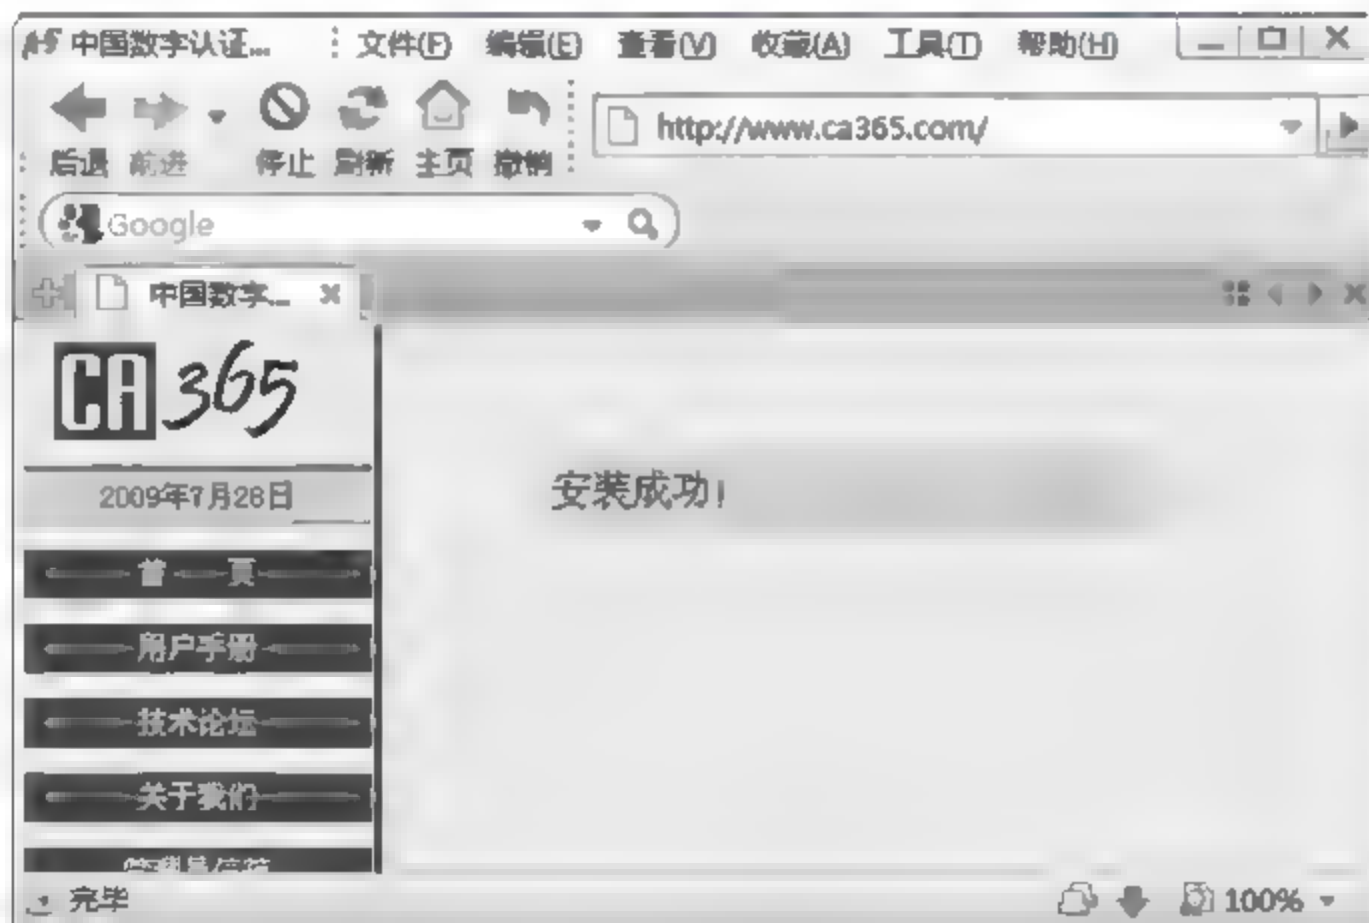 中国数字认证... 文件(F) 编辑(E) 查看(V) 收藏(A) 工具(T) 帮助(H)
http://www.ca365.com/
后退 前进 停止 刷新 主页 撤销
Google
中国数字...
CA 365
2009年7月28日
安装成功!
首 页
用户手册
技术论坛
关于我们
完毕 100%